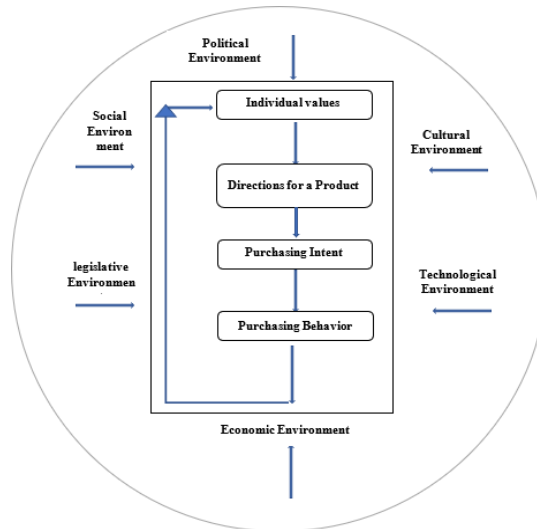 Political
Environment
Individual values
Social
Environ
ment
Cultural
Environment
Directions for a Product
Purchasing Intent
legislative
Environmen
Technological
Environment
Purchasing Behavior
Economic Environment